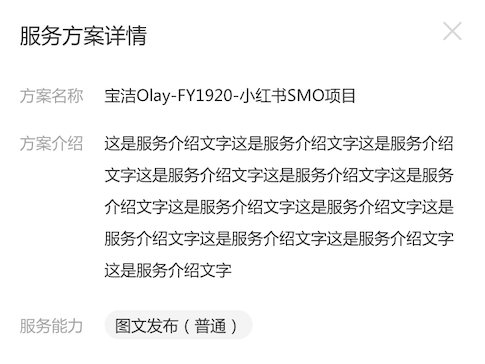 服务方案详情
方案名称 宝洁Olay-FY1920-小红书SMO项目
方案介绍 这是服务介绍文字这是服务介绍文字这是服务介绍
文字这是服务介绍文字这是服务介绍文字这是服务
介绍文字这是服务介绍文字这是服务介绍文字这是
服务介绍文字这是服务介绍文字这是服务介绍文字
这是服务介绍文字
服务能力 图文发布（普通）